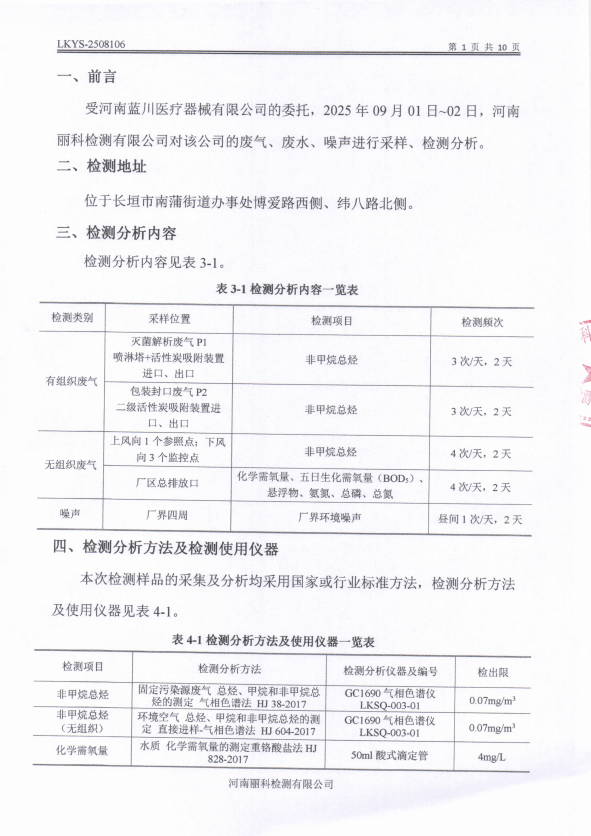 LKYS-2508106
第 1 页 共 10 页
一、前言
受河南蓝川医疗器械有限公司的委托，2025 年 09 月 01 日~02 日，河南
丽科检测有限公司对该公司的废气、废水、噪声进行采样、检测分析。
二、检测地址
位于长垣市南蒲街道办事处博爱路西侧、纬八路北侧。
三、检测分析内容
检测分析内容见表 3-1。
表 3-1 检测分析内容一览表
检测类别 采样位置 检测项目 检测频次
有组织废气
灭菌解析废气 P1
喷淋塔+活性炭吸附装置
进口、出口
非甲烷总烃
3 次/天，2 天
包装封口废气 P2
二级活性炭吸附装置进
口、出口
非甲烷总烃
3 次/天，2 天
无组织废气
上风向 1 个参照点；下风
向 3 个监控点
非甲烷总烃
4 次/天，2 天
厂区总排放口
化学需氧量、五日生化需氧量（BOD₅）、
悬浮物、氨氮、总磷、总氮
4 次/天，2 天
噪声 厂界四周 厂界环境噪声 昼间 1 次/天，2 天
四、检测分析方法及检测使用仪器
本次检测样品的采集及分析均采用国家或行业标准方法，检测分析方法
及使用仪器见表 4-1。
表 4-1 检测分析方法及使用仪器一览表
检测项目 检测分析方法 检测分析仪器及编号 检出限
非甲烷总烃
固定污染源废气 总烃、甲烷和非甲烷总
烃的测定 气相色谱法 HJ 38-2017
GC1690 气相色谱仪
LKSQ-003-01
0.07mg/m³
非甲烷总烃
（无组织）
环境空气 总烃、甲烷和非甲烷总烃的测
定 直接进样-气相色谱法 HJ 604-2017
GC1690 气相色谱仪
LKSQ-003-01
0.07mg/m³
化学需氧量
水质 化学需氧量的测定重铬酸盐法 HJ
828-2017
50ml 酸式滴定管
4mg/L
河南丽科检测有限公司
科